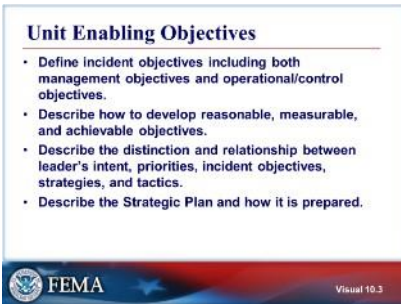 Unit Enabling Objectives
• Define incident objectives including both
management objectives and operational/control
objectives.
• Describe how to develop reasonable, measurable,
and achievable objectives.
• Describe the distinction and relationship between
leader's intent, priorities, incident objectives,
strategies, and tactics.
• Describe the Strategic Plan and how it is prepared.
FEMA
Visual 10.3